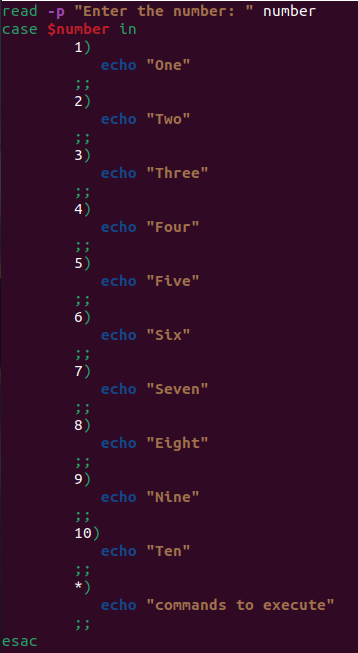 read -p "Enter the number: " number
case $number in
1)
echo "One"
;;
2)
echo "Two"
;;
3)
echo "Three"
;;
4)
echo "Four"
;;
5)
echo "Five"
;;
6)
echo "Six"
;;
7)
echo "Seven"
;;
8)
echo "Eight"
;;
9)
echo "Nine"
;;
10)
echo "Ten"
;;
*)
echo "commands to execute"
;;
esac